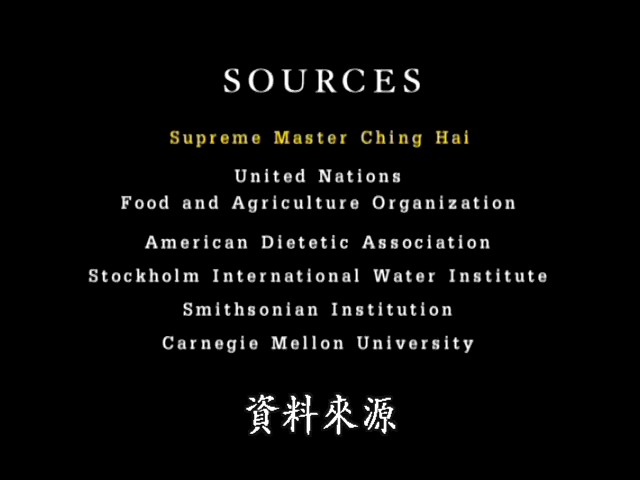 SOURCES
Supreme Master Ching Hai
United Nations
Food and Agriculture Organization
American Dietetic Association
Stockholm International Water Institute
Smithsonian Institution
Carnegie Mellon University
資料來源